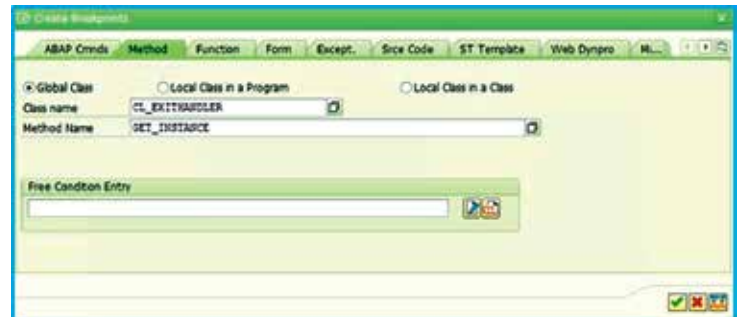 Create Breakpoints
ABAP Cmnds Method Function Form Except. Srce Code ST Template Web Dynpro
Global Class Local Class in a Program Local Class in a Class
Class name CL_EXITHANDLER
Method Name GET_INSTANCE
Free Condition Entry